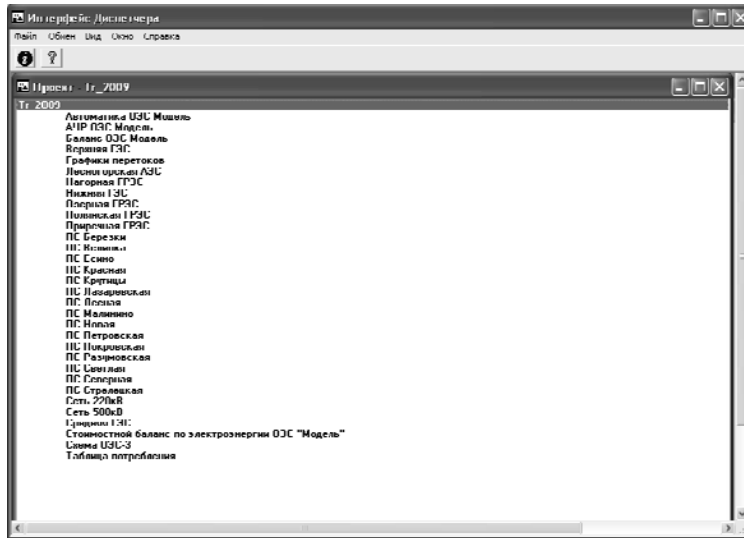 Интерфейс Диспетчера
Файл Обмен Вид Окно Справка
Проект - Tr_2009
Tr_2009
Автоматика ОЭС Модель
АЧР ОЭС Модель
Баланс ОЭС Модель
Верхняя ГЭС
Графики перетоков
Лесногорская АЭС
Нагорная ГРЭС
Нижняя ГЭС
Озерная ГРЭС
Полянская ГРЭС
Приречная ГРЭС
ПС Березки
ПС
ПС Есино
ПС Красная
ПС Крутицы
ПС Лазаревская
ПС Лесная
ПС Малинино
ПС Новая
ПС Петровская
ПС Покровская
ПС Разумовская
ПС Светлая
ПС Северная
ПС Стрелецкая
Сеть 220кВ
Сеть 500кВ
Средняя ГЭС
Стоимостной баланс по электроэнергии ОЭС "Модель"
Схема ОЭС-3
Таблица потребления